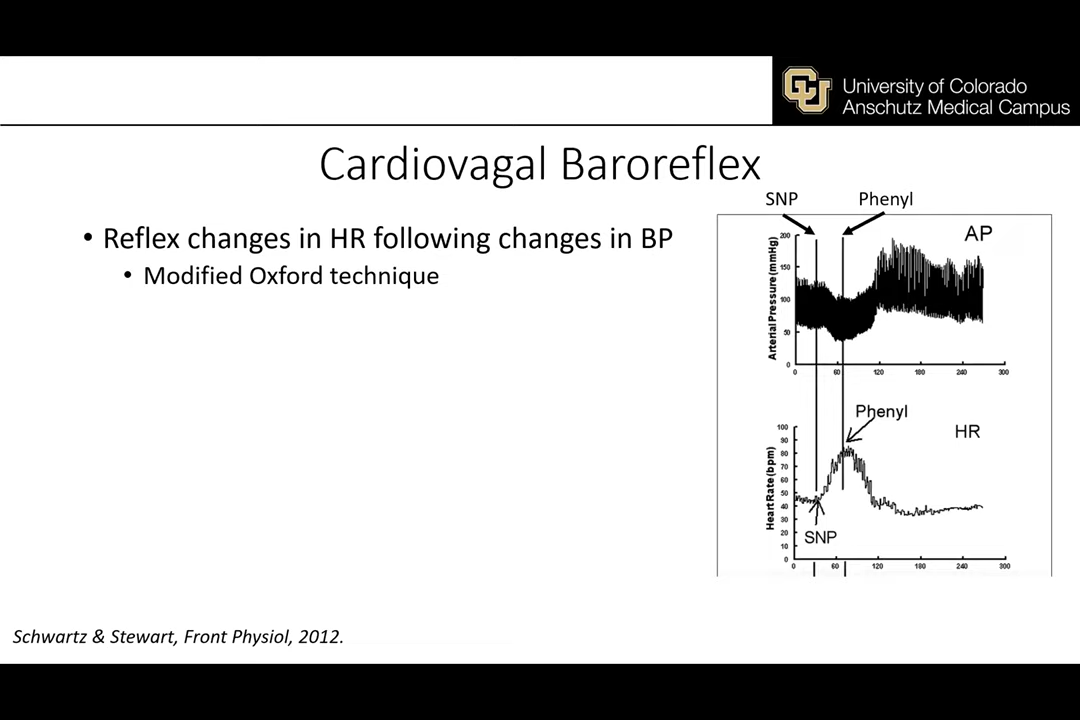 University of Colorado
Anschutz Medical Campus
Cardiovagal Baroreflex
• Reflex changes in HR following changes in BP
• Modified Oxford technique
SNP
Phenyl
AP
Arterial Pressure (mmHg)
200
150
100
50
0
0 60 120 180 240 300
Phenyl
HR
Heart Rate (bpm)
100
90
80
70
60
50
40
30
20
10
0
SNP
0 60 120 180 240 300
Schwartz & Stewart, Front Physiol, 2012.